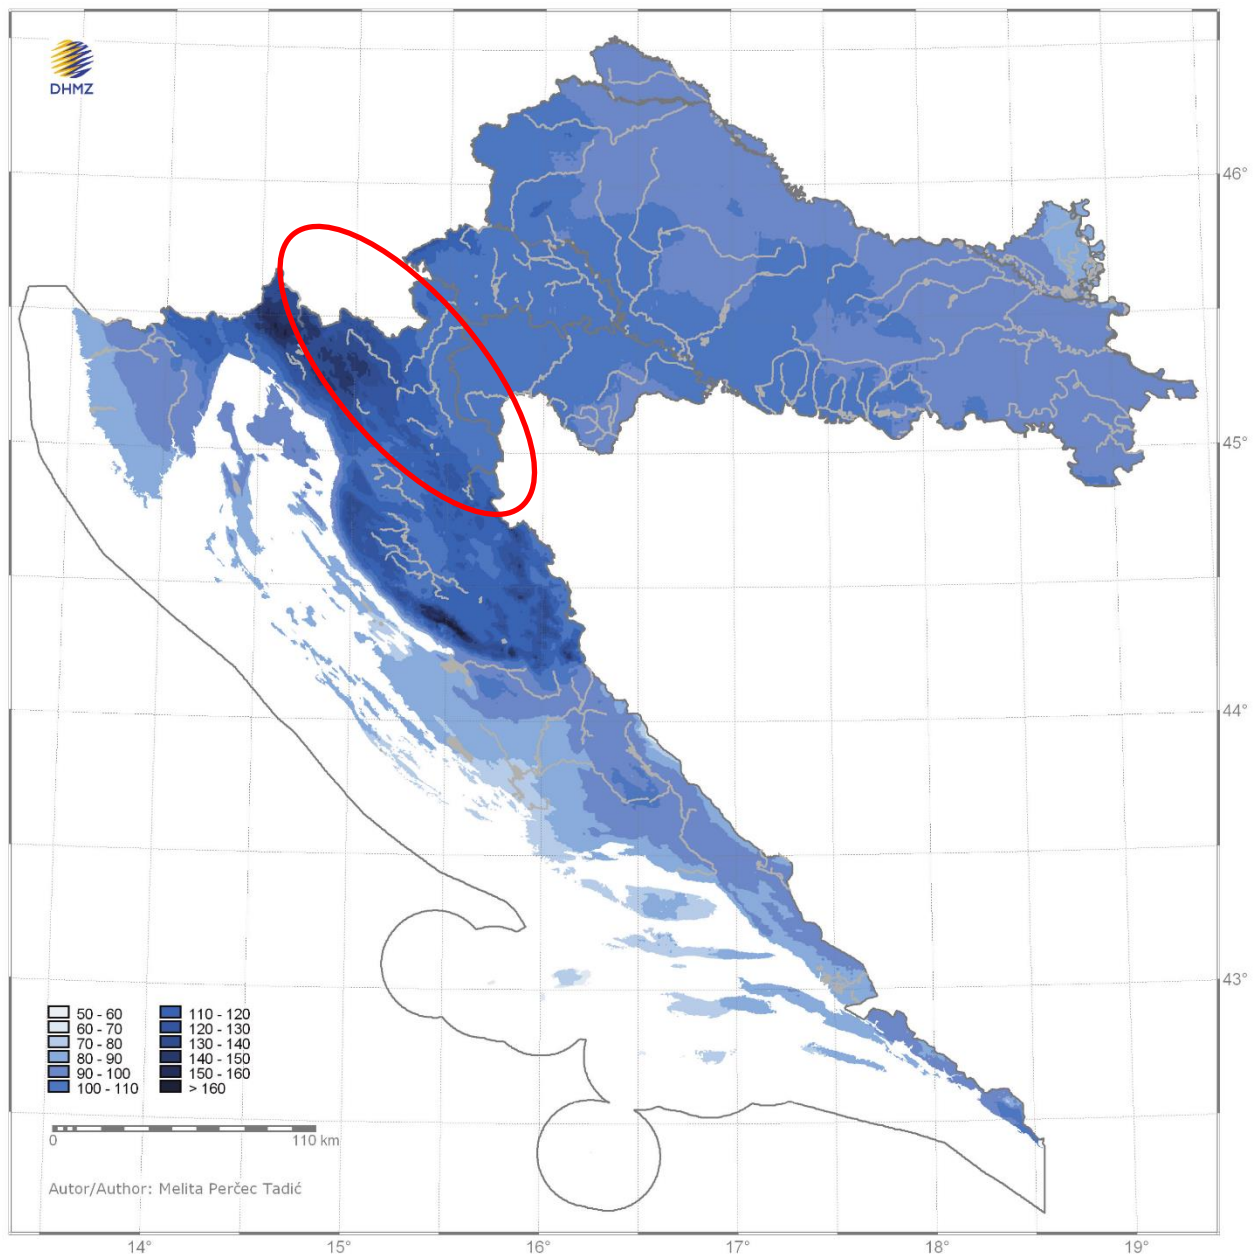 DHMZ
46°
45°
44°
43°
50 - 60
60 - 70
70 - 80
80 - 90
90 - 100
100 - 110
110 - 120
120 - 130
130 - 140
140 - 150
150 - 160
> 160
0 110 km
Autor/Author: Melita Perčec Tadić
14° 15° 16° 17° 18° 19°